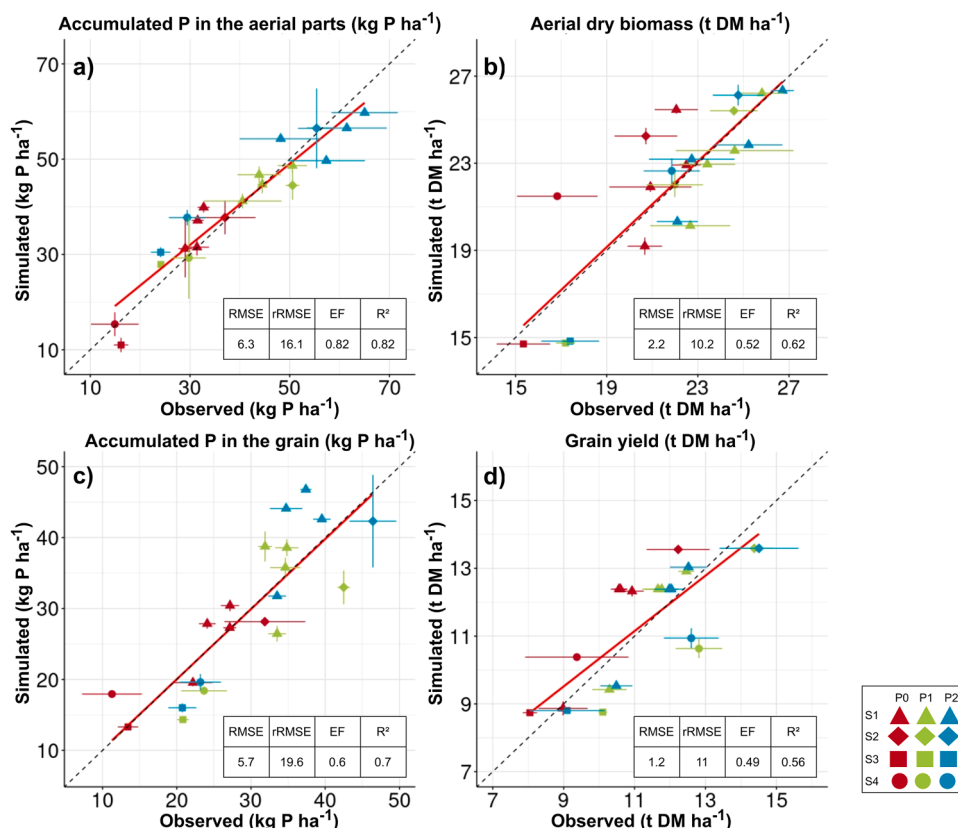 Accumulated P in the aerial parts (kg P ha⁻¹)
a)
Simulated (kg P ha⁻¹)
70
50
30
10
RMSE rRMSE EF R²
6.3 16.1 0.82 0.82
10 30 50 70
Observed (kg P ha⁻¹)
Aerial dry biomass (t DM ha⁻¹)
b)
Simulated (t DM ha⁻¹)
27
23
19
15
RMSE rRMSE EF R²
2.2 10.2 0.52 0.62
15 19 23 27
Observed (t DM ha⁻¹)
Accumulated P in the grain (kg P ha⁻¹)
c)
Simulated (kg P ha⁻¹)
50
40
30
20
10
RMSE rRMSE EF R²
5.7 19.6 0.6 0.7
10 20 30 40 50
Observed (kg P ha⁻¹)
Grain yield (t DM ha⁻¹)
d)
Simulated (t DM ha⁻¹)
15
13
11
9
7
RMSE rRMSE EF R²
1.2 11 0.49 0.56
7 9 11 13 15
Observed (t DM ha⁻¹)
P0 P1 P2
S1
S2
S3
S4